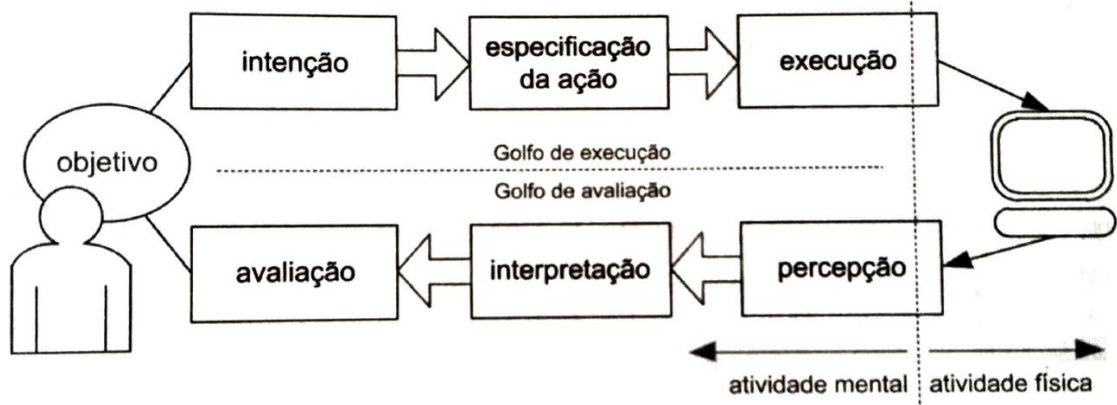 intenção
especificação
da ação
execução
objetivo
Golfo de execução
Golfo de avaliação
avaliação
interpretação
percepção
atividade mental
atividade física